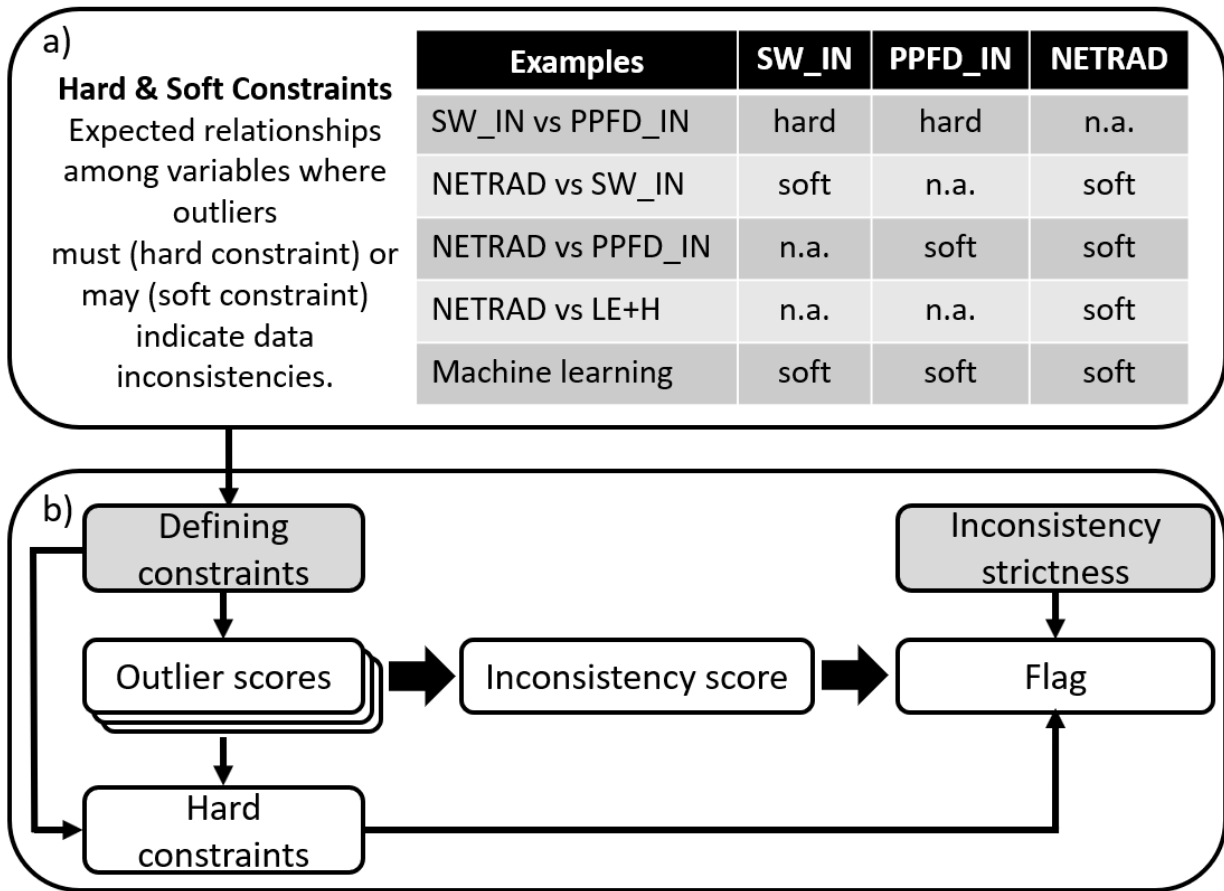 a)
Hard & Soft Constraints
Expected relationships
among variables where
outliers
must (hard constraint) or
may (soft constraint)
indicate data
inconsistencies.
Examples SW_IN PPFD_IN NETRAD
SW_IN vs PPFD_IN hard hard n.a.
NETRAD vs SW_IN soft n.a. soft
NETRAD vs PPFD_IN n.a. soft soft
NETRAD vs LE+H n.a. n.a. soft
Machine learning soft soft soft
b)
Defining
constraints
Inconsistency
strictness
Outlier scores
Inconsistency score
Flag
Hard
constraints